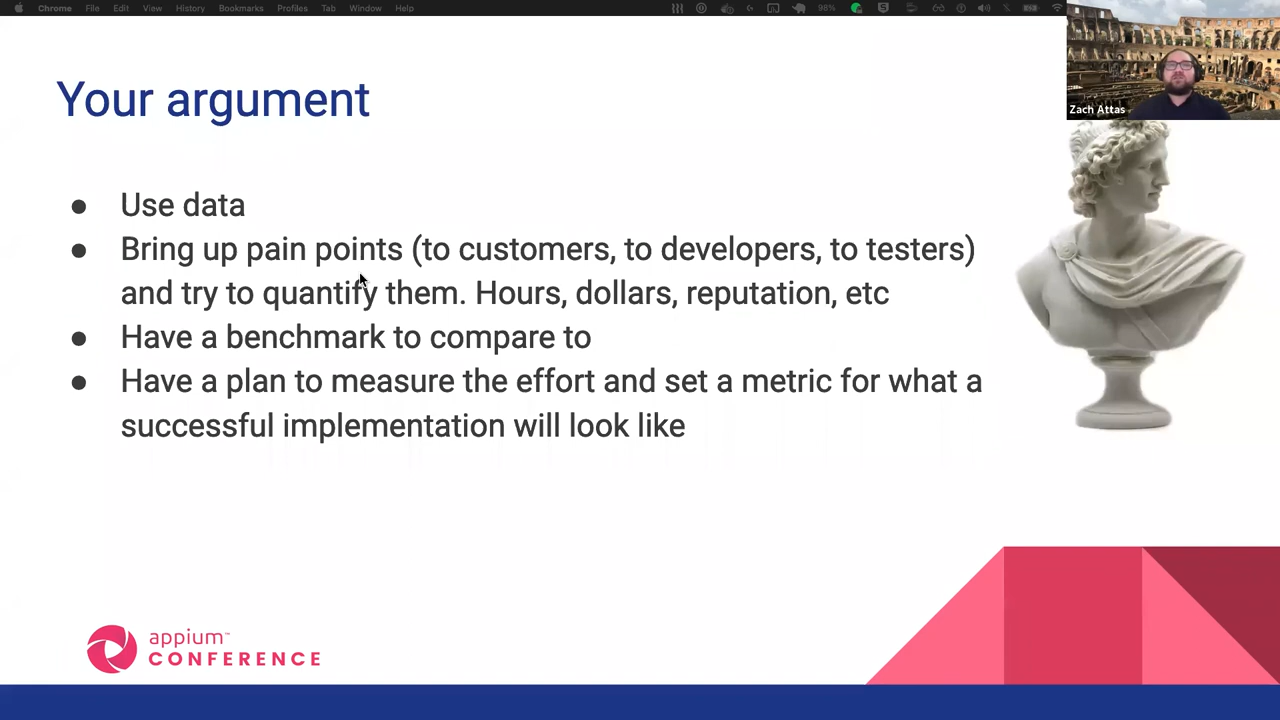 Chrome File Edit View History Bookmarks Profiles Tab Window Help
98%
Zach Attas
Your argument
● Use data
● Bring up pain points (to customers, to developers, to testers)
and try to quantify them. Hours, dollars, reputation, etc
● Have a benchmark to compare to
● Have a plan to measure the effort and set a metric for what a
successful implementation will look like
appium™
CONFERENCE